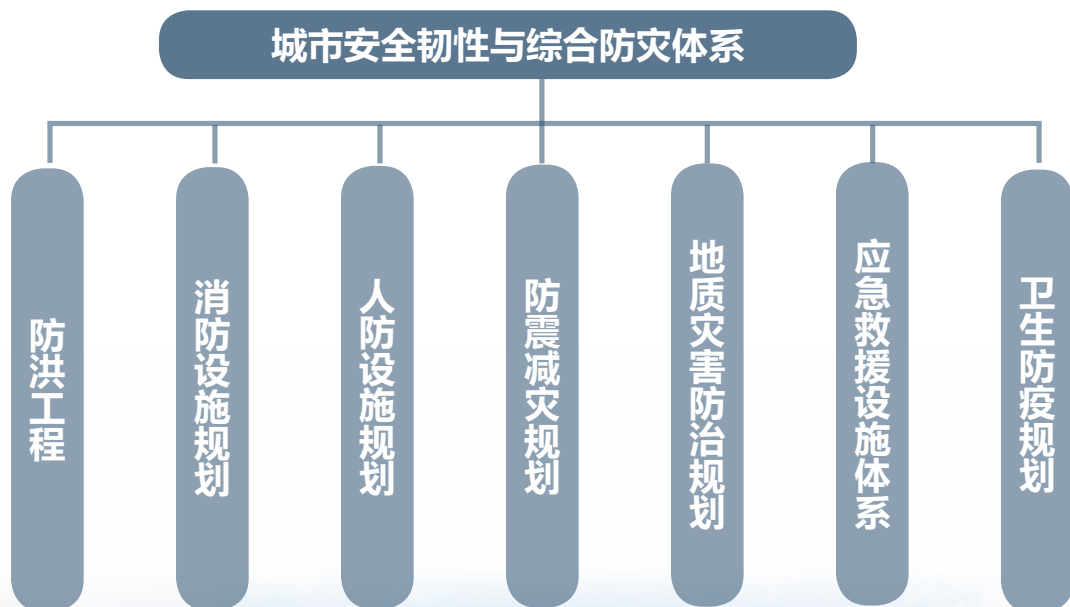 城市安全韧性与综合防灾体系
防洪工程
消防设施规划
人防设施规划
防震减灾规划
地质灾害防治规划
应急救援设施体系
卫生防疫规划